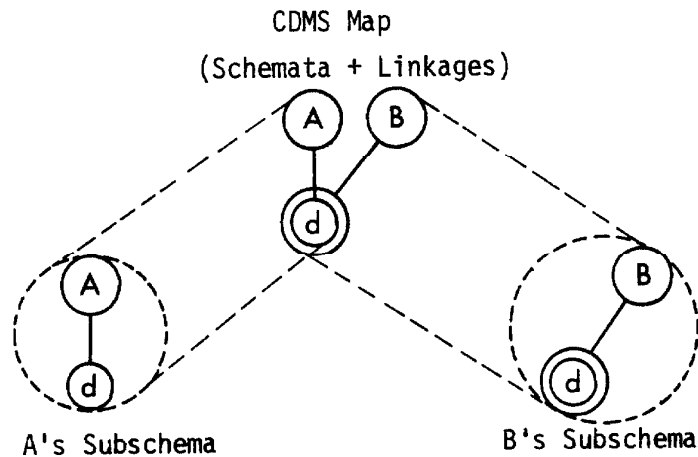 CDMS Map
(Schemata + Linkages)
A B
d
A
d
A's Subschema
B
d
B's Subschema